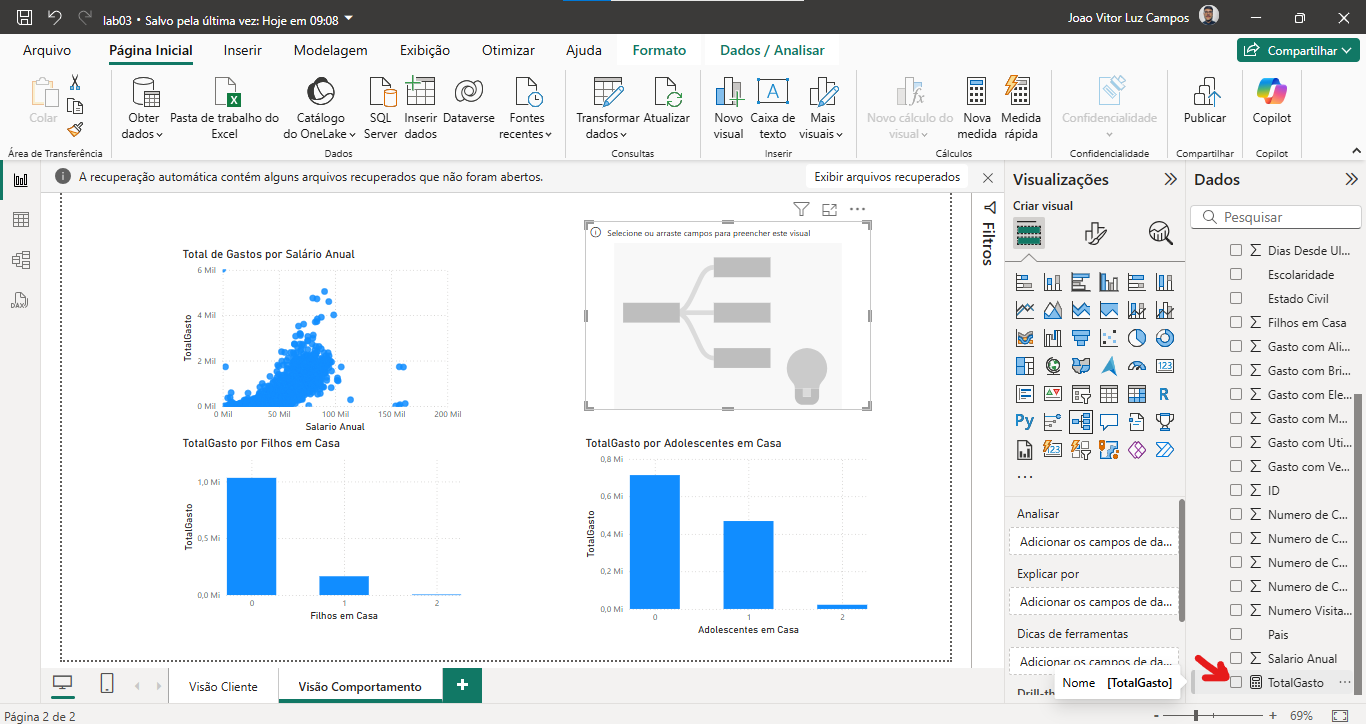 lab03 • Salvo pela última vez: Hoje em 09:08
Joao Vitor Luz Campos
Arquivo
Página Inicial
Inserir
Modelagem
Exibição
Otimizar
Ajuda
Formato
Dados / Analisar
Compartilhar
Colar
Obter
dados
Pasta de trabalho do
Excel
Catálogo
do OneLake
SQL
Server
Inserir
dados
Dataverse
Fontes
recentes
Transformar
dados
Atualizar
Novo
visual
Caixa de
texto
Mais
visuais
Novo cálculo do
visual
Nova
medida
Medida
rápida
Confidencialidade
Publicar
Copilot
Área de Transferência
Dados
Consultas
Inserir
Cálculos
Confidencialidade
Compartilhar
Copilot
A recuperação automática contém alguns arquivos recuperados que não foram abertos.
Exibir arquivos recuperados
DAX
Total de Gastos por Salário Anual
TotalGasto
6 Mil
4 Mil
2 Mil
0 Mil
0 Mil
50 Mil
100 Mil
150 Mil
200 Mil
Salario Anual
Selecione ou arraste campos para preencher este visual
TotalGasto por Filhos em Casa
TotalGasto
1,0 Mi
0,5 Mi
0,0 Mi
0
1
2
Filhos em Casa
TotalGasto por Adolescentes em Casa
TotalGasto
0,8 Mi
0,6 Mi
0,4 Mi
0,2 Mi
0,0 Mi
0
1
2
Adolescentes em Casa
Filtros
Visualizações
Criar visual
123
R
Py
123
...
Analisar
Adicionar os campos de da...
Explicar por
Adicionar os campos de da...
Dicas de ferramentas
Adicionar os campos de da...
Nome [TotalGasto]
Dados
Pesquisar
Dias Desde Ul...
Escolaridade
Estado Civil
Filhos em Casa
Gasto com Ali...
Gasto com Bri...
Gasto com Ele...
Gasto com M...
Gasto com Uti...
Gasto com Ve...
ID
Numero de C...
Numero de C...
Numero de C...
Numero de C...
Numero Visita...
Pais
Salario Anual
TotalGasto
Visão Cliente
Visão Comportamento
Página 2 de 2
69%